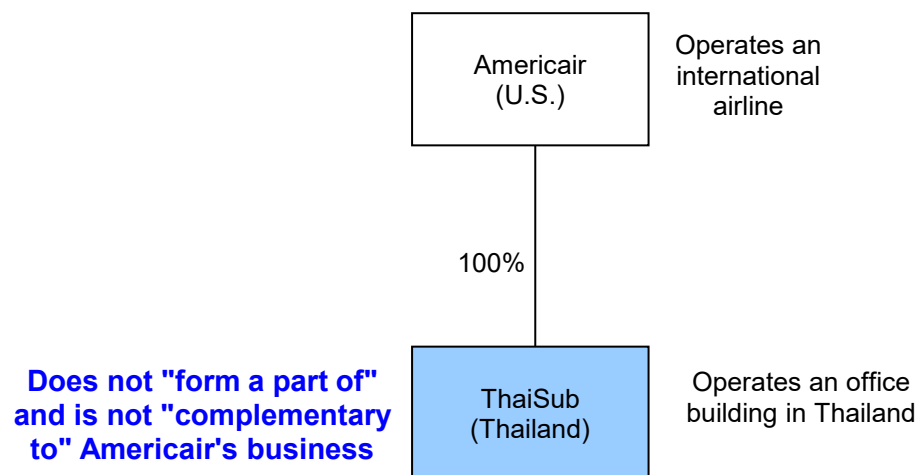 Americair
(U.S.)
Operates an
international
airline
100%
Does not "form a part of"
and is not "complementary
to" Americair's business
ThaiSub
(Thailand)
Operates an office
building in Thailand